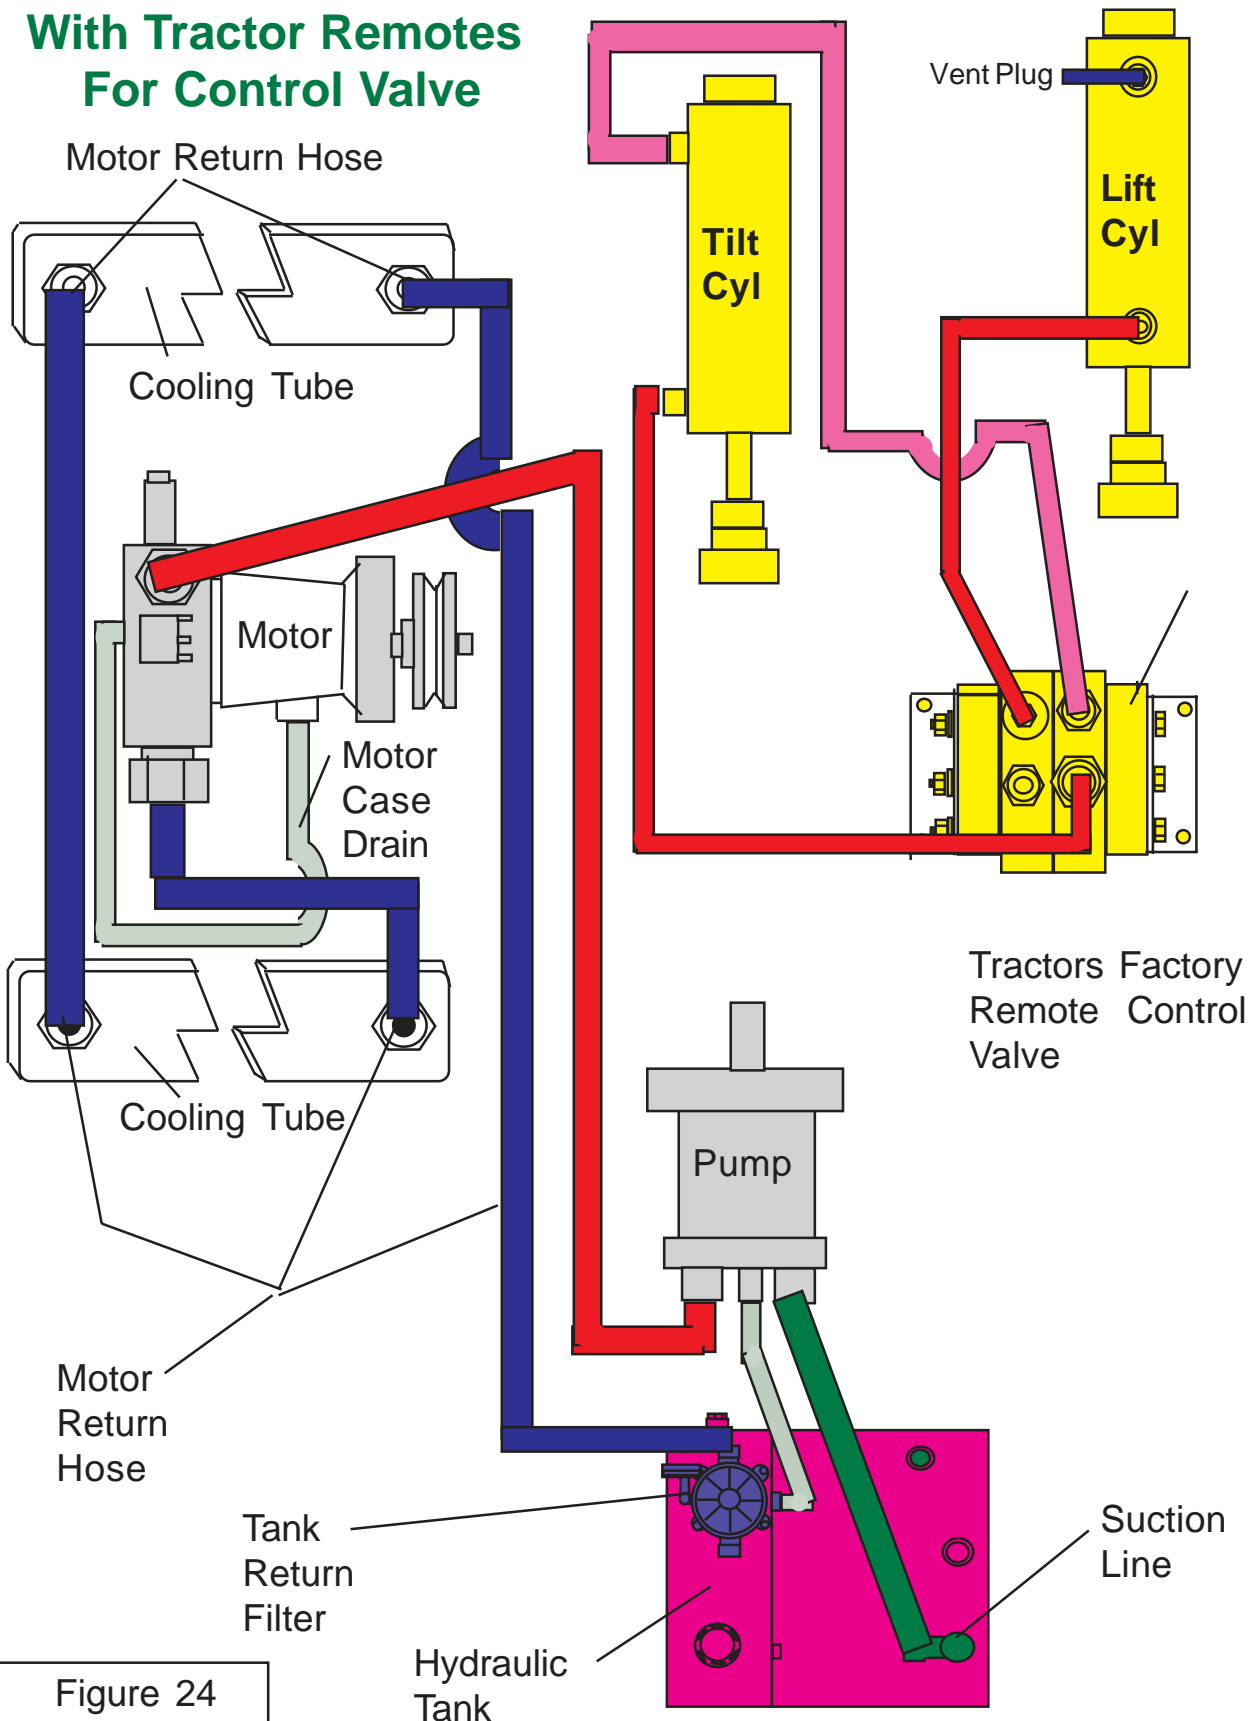 With Tractor Remotes
For Control Valve
Motor Return Hose
Vent Plug
Lift
Cyl
Tilt
Cyl
Cooling Tube
Motor
Motor
Case
Drain
Tractors Factory
Remote Control
Valve
Cooling Tube
Pump
Motor
Return
Hose
Tank
Return
Filter
Suction
Line
Hydraulic
Tank
Figure 24